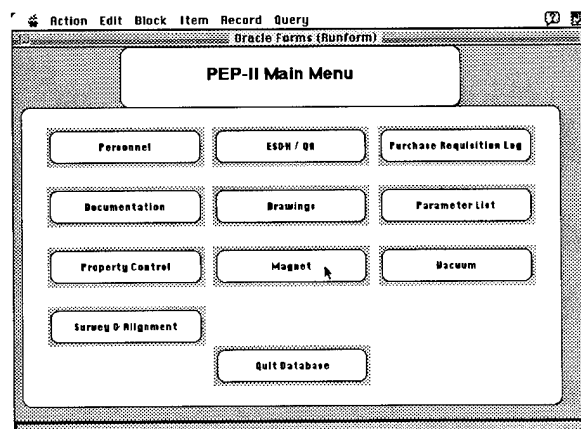 Action Edit Block Item Record Query
Oracle Forms (Runform)
PEP-II Main Menu
Personnel
ES&H / QA
Purchase Requisition Log
Documentation
Drawings
Parameter List
Property Control
Magnet
Vacuum
Survey & Alignment
Quit Database